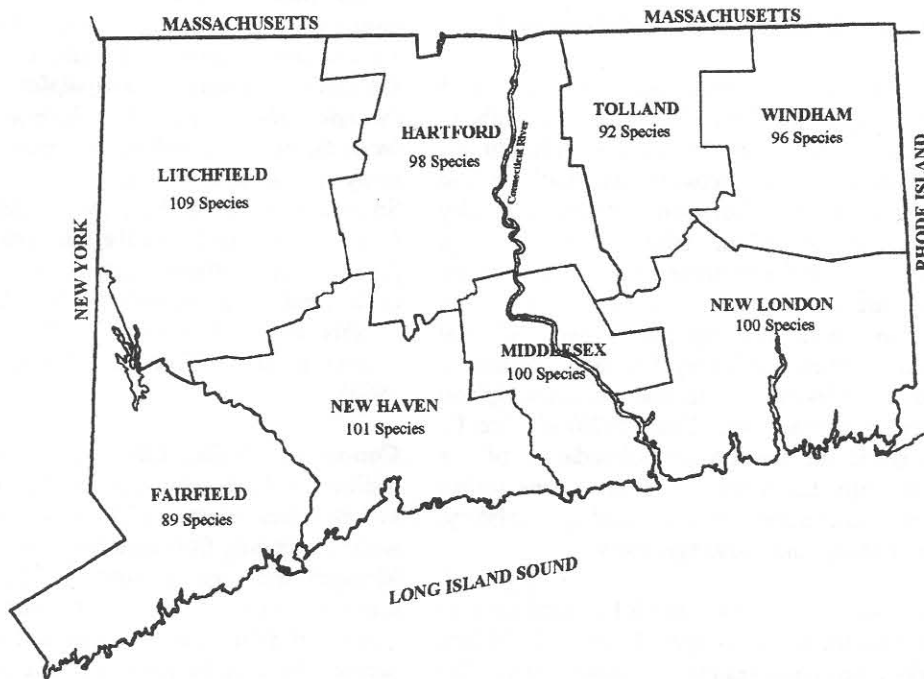 MASSACHUSETTS
MASSACHUSETTS
TOLLAND
92 Species
WINDHAM
96 Species
HARTFORD
98 Species
Connecticut River
LITCHFIELD
109 Species
NEW YORK
RHODE ISLAND
NEW LONDON
100 Species
MIDDLESEX
100 Species
NEW HAVEN
101 Species
FAIRFIELD
89 Species
LONG ISLAND SOUND